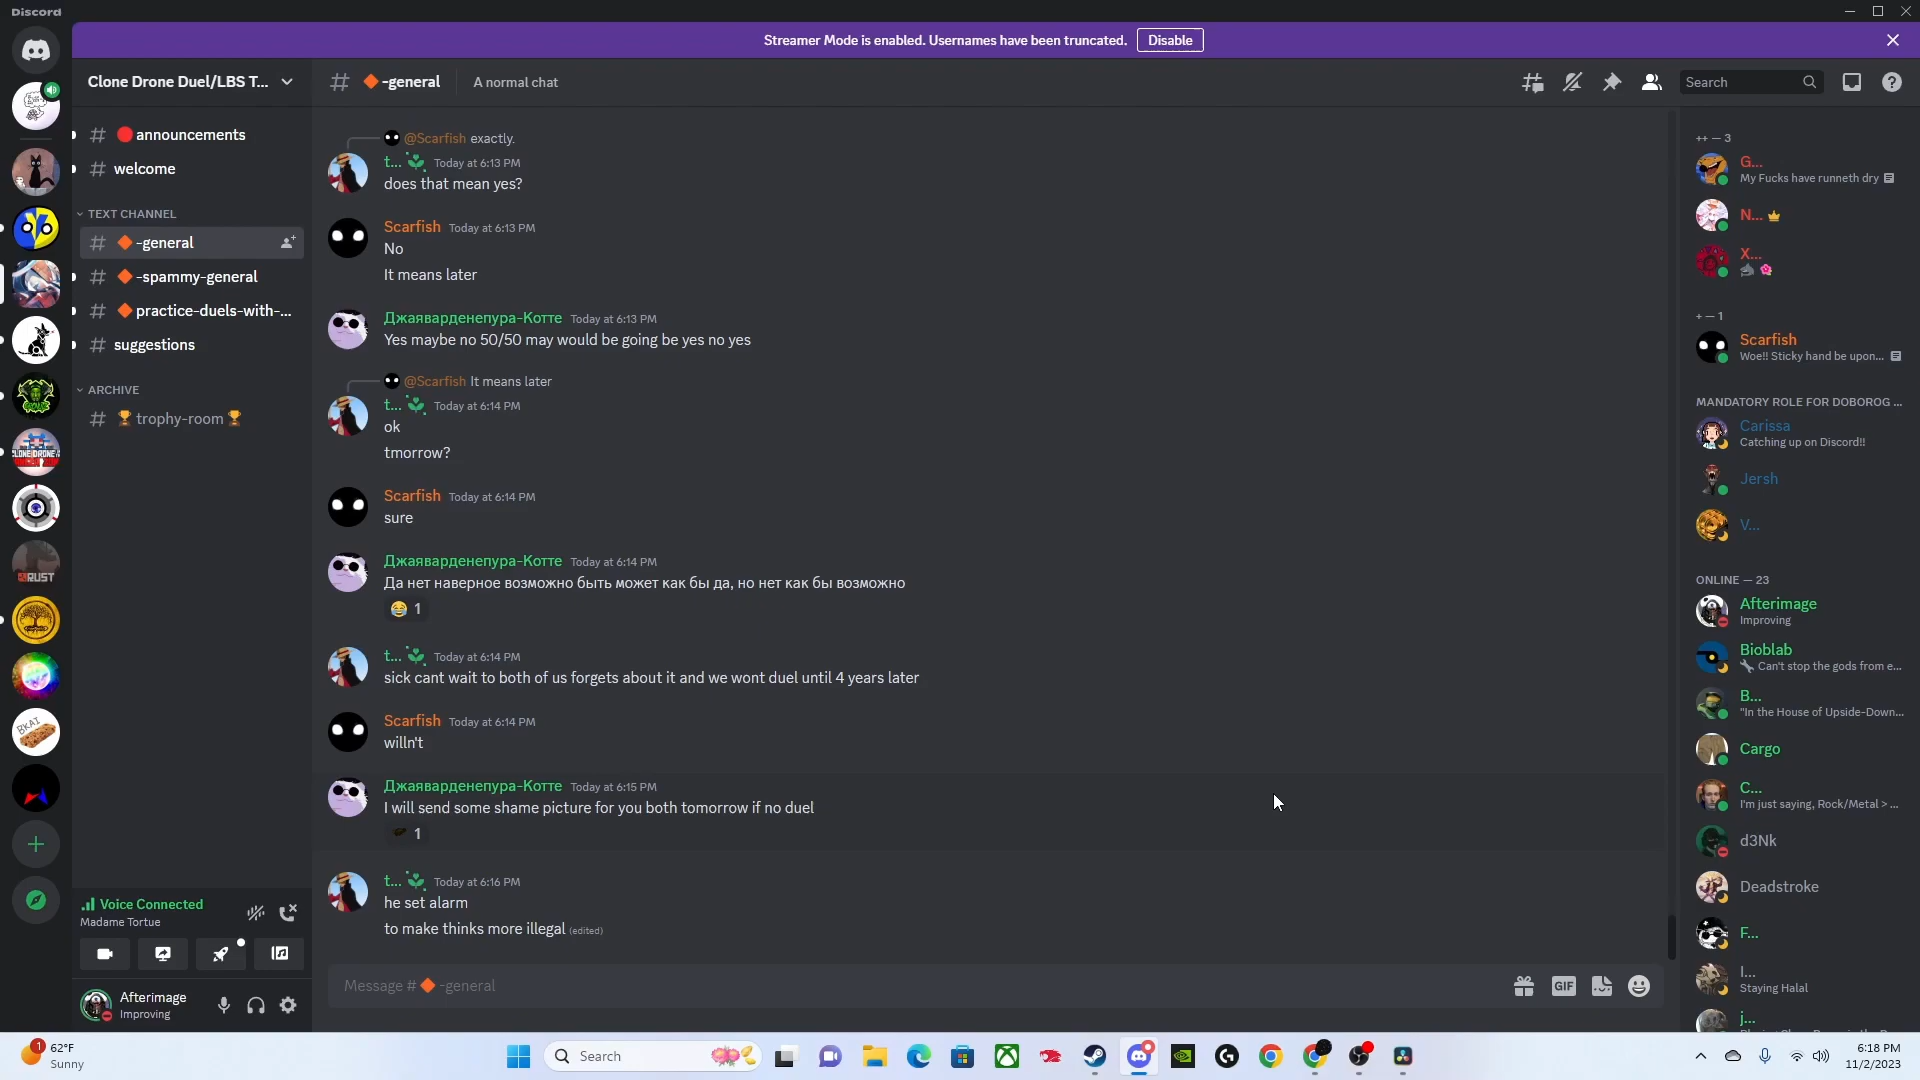 Discord
Streamer Mode is enabled. Usernames have been truncated. Disable
Clone Drone Duel/LBS T...
-general A normal chat
Search
announcements
welcome
TEXT CHANNEL
-general
-spammy-general
practice-duels-with-...
suggestions
ARCHIVE
trophy-room
@Scarfish exactly.
t... Today at 6:13 PM
does that mean yes?
Scarfish Today at 6:13 PM
No
It means later
Джаяварденепура-Котте Today at 6:13 PM
Yes maybe no 50/50 may would be going be yes no yes
@Scarfish It means later
t... Today at 6:14 PM
ok
tmorrow?
Scarfish Today at 6:14 PM
sure
Джаяварденепура-Котте Today at 6:14 PM
Да нет наверное возможно быть может как бы да, но нет как бы возможно
1
t... Today at 6:14 PM
sick cant wait to both of us forgets about it and we wont duel until 4 years later
Scarfish Today at 6:14 PM
willn't
Джаяварденепура-Котте Today at 6:15 PM
I will send some shame picture for you both tomorrow if no duel
1
t... Today at 6:16 PM
he set alarm
to make thinks more illegal (edited)
Message # -general
GIF
++ — 3
G...
My Fucks have runneth dry
N...
X...
+ — 1
Scarfish
Woe!! Sticky hand be upon...
MANDATORY ROLE FOR DOBOROG ...
Carissa
Catching up on Discord!!
Jersh
V...
ONLINE — 23
Afterimage
Improving
Bioblab
Can't stop the gods from e...
B...
"In the House of Upside-Down...
Cargo
C...
I'm just saying, Rock/Metal > ...
d3Nk
Deadstroke
F...
I...
Staying Halal
j...
Voice Connected
Madame Tortue
Afterimage
Improving
RUST
BKAI
1
62°F
Sunny
Search
6:18 PM
11/2/2023